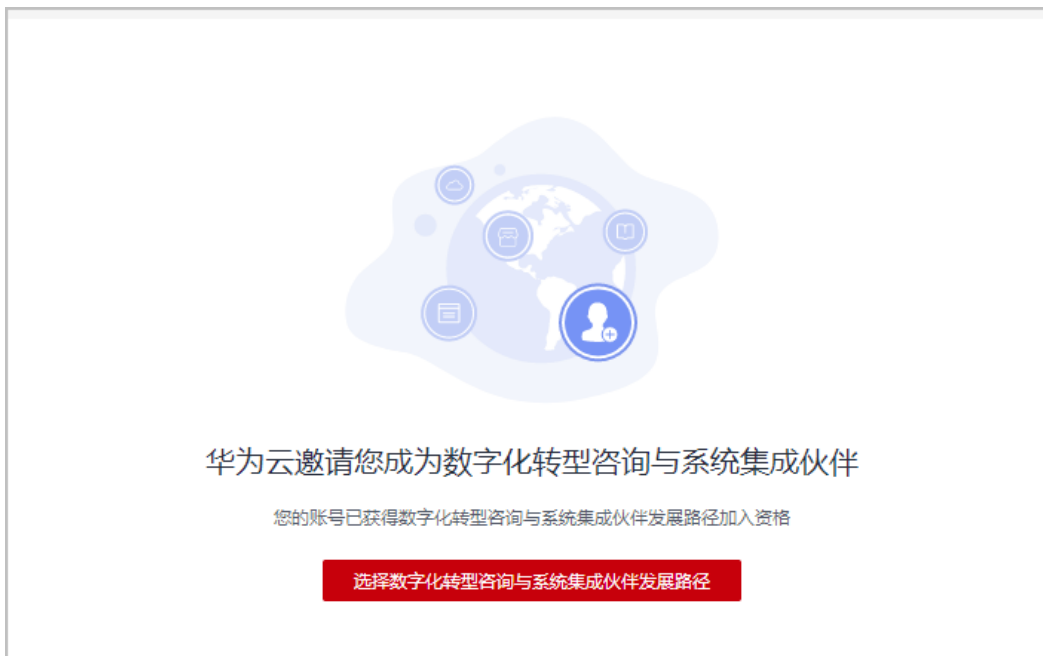 华为云邀请您成为数字化转型咨询与系统集成伙伴
您的账号已获得数字化转型咨询与系统集成伙伴发展路径加入资格
选择数字化转型咨询与系统集成伙伴发展路径